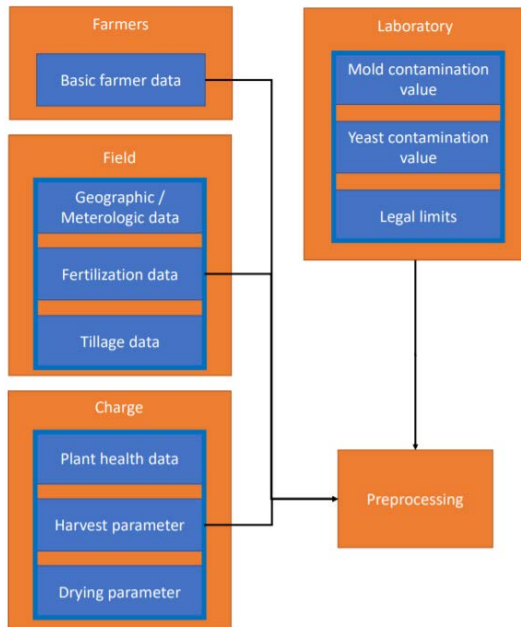 Farmers
Basic farmer data
Field
Geographic /
Meterologic data
Fertilization data
Tillage data
Charge
Plant health data
Harvest parameter
Drying parameter
Laboratory
Mold contamination
value
Yeast contamination
value
Legal limits
Preprocessing